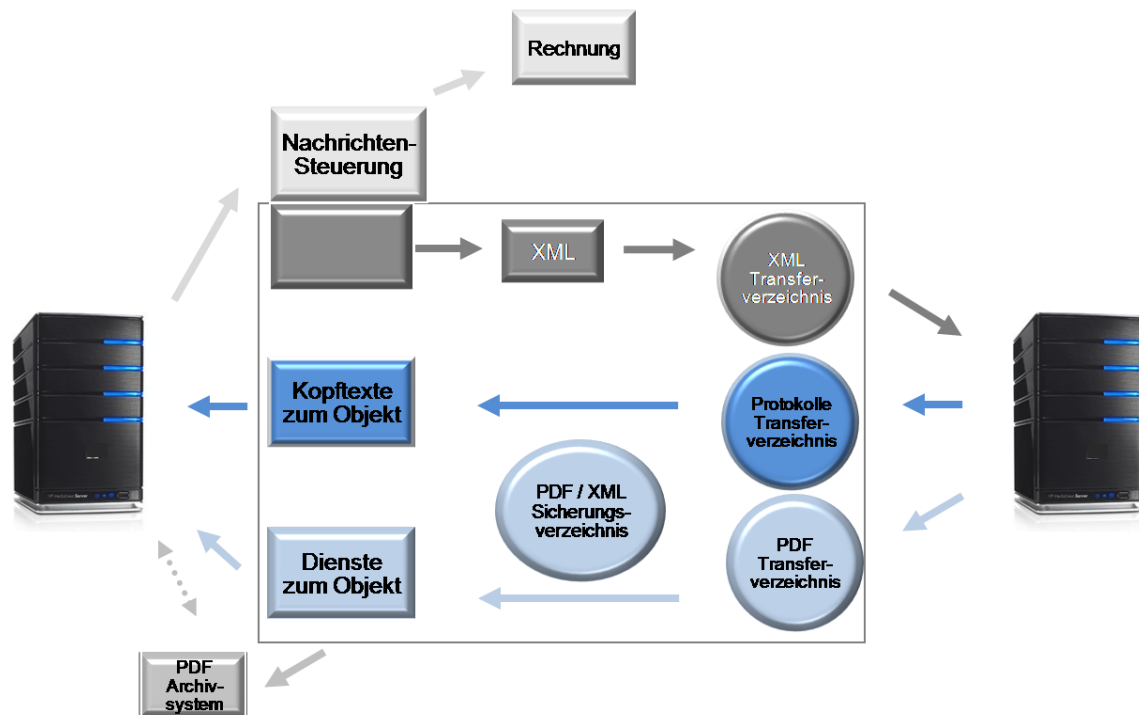 Rechnung
Nachrichten-
Steuerung
XML
XML
Transfer-
verzeichnis
Kopftexte
zum Objekt
Protokolle
Transfer-
verzeichnis
PDF / XML
Sicherungs-
verzeichnis
PDF
Transfer-
verzeichnis
Dienste
zum Objekt
PDF
Archiv-
system